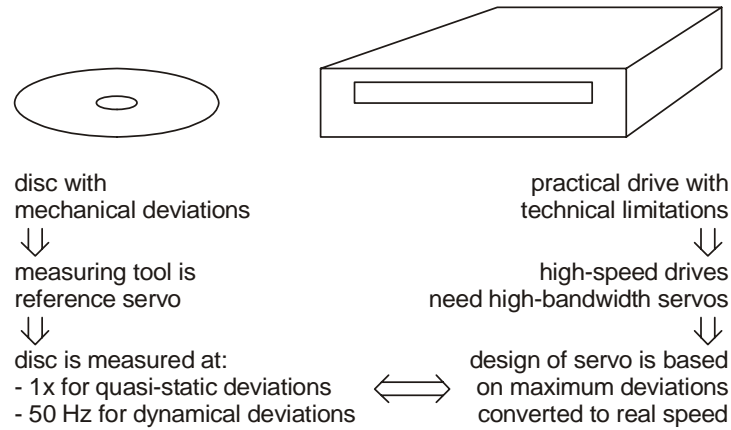 disc with
mechanical deviations
⇓
measuring tool is
reference servo
⇓
disc is measured at:
- 1x for quasi-static deviations
- 50 Hz for dynamical deviations
⇔
practical drive with
technical limitations
⇓
high-speed drives
need high-bandwidth servos
⇓
design of servo is based
on maximum deviations
converted to real speed